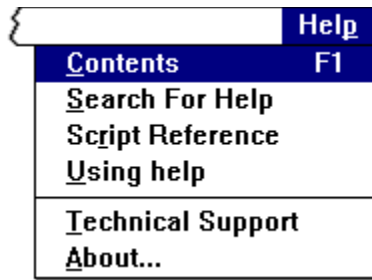 Help
Contents F1
Search For Help
Script Reference
Using help
Technical Support
About...